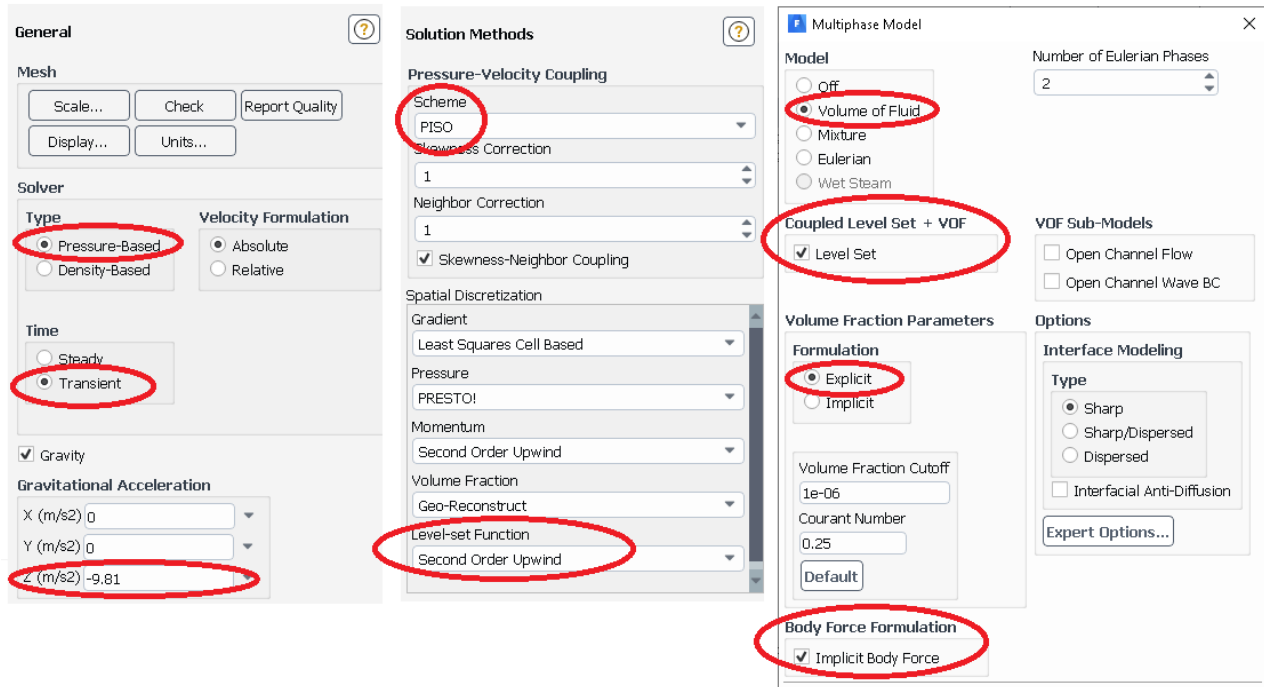 General
?
Mesh
Scale...
Check
Report Quality
Display...
Units...
Solver
Type
Velocity Formulation
Pressure-Based
Absolute
Density-Based
Relative
Time
Steady
Transient
Gravity
Gravitational Acceleration
X (m/s2) 0
Y (m/s2) 0
Z (m/s2) -9.81
Solution Methods
?
Pressure-Velocity Coupling
Scheme
PISO
Skewness Correction
1
Neighbor Correction
1
Skewness-Neighbor Coupling
Spatial Discretization
Gradient
Least Squares Cell Based
Pressure
PRESTO!
Momentum
Second Order Upwind
Volume Fraction
Geo-Reconstruct
Level-set Function
Second Order Upwind
F Multiphase Model
Model
Number of Eulerian Phases
Off
2
Volume of Fluid
Mixture
Eulerian
Wet Steam
Coupled Level Set + VOF
VOF Sub-Models
Level Set
Open Channel Flow
Open Channel Wave BC
Volume Fraction Parameters
Options
Formulation
Interface Modeling
Explicit
Type
Implicit
Sharp
Sharp/Dispersed
Dispersed
Volume Fraction Cutoff
1e-06
Interfacial Anti-Diffusion
Courant Number
0.25
Expert Options...
Default
Body Force Formulation
Implicit Body Force